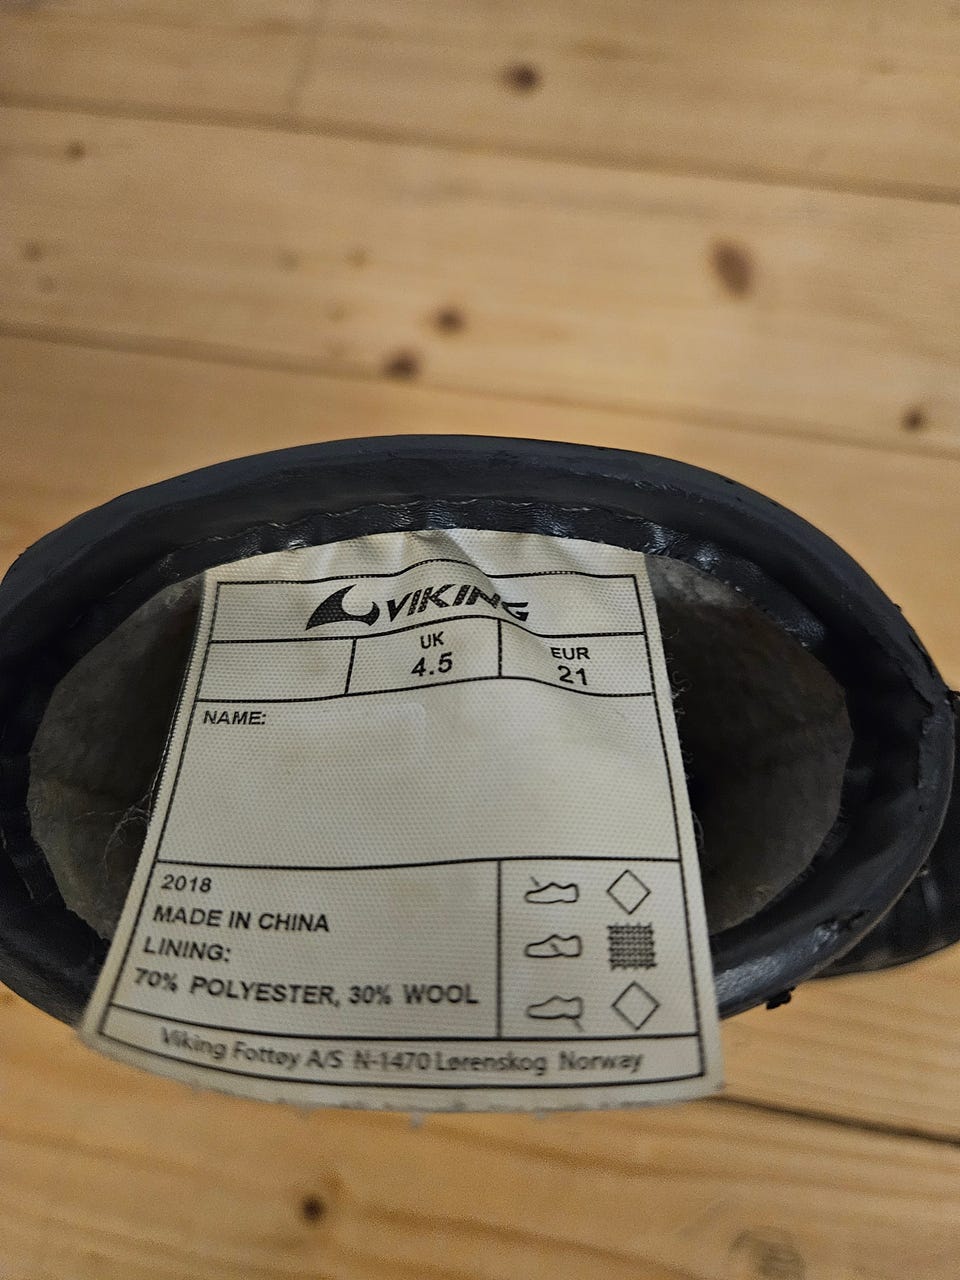 VIKING
UK EUR
4.5 21
NAME:
2018
MADE IN CHINA
LINING:
70% POLYESTER, 30% WOOL
Viking Fottøy A/S N-1470 Lørenskog Norway